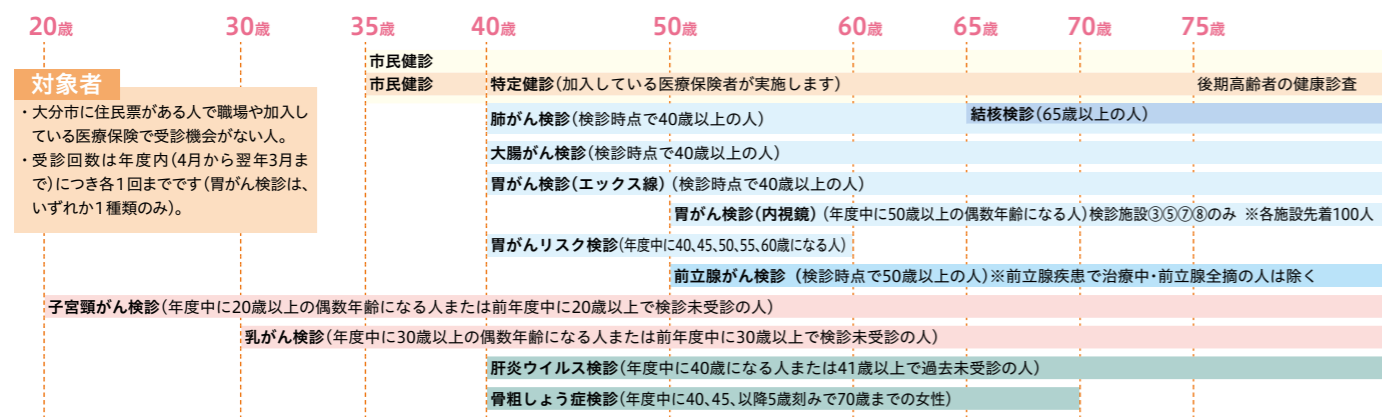 20歳 30歳 35歳 40歳 50歳 60歳 65歳 70歳 75歳
対象者
・大分市に住民票がある人で職場や加入し
ている医療保険で受診機会がない人。
・受診回数は年度内(4月から翌年3月ま
で)につき各1回までです(胃がん検診は、
いずれか1種類のみ)。
市民健診
市民健診 特定健診(加入している医療保険者が実施します) 後期高齢者の健康診査
肺がん検診(検診時点で40歳以上の人) 結核検診(65歳以上の人)
大腸がん検診(検診時点で40歳以上の人)
胃がん検診(エックス線)(検診時点で40歳以上の人)
胃がん検診(内視鏡)(年度中に50歳以上の偶数年齢になる人)検診施設③⑤⑦⑧のみ ※各施設先着100人
胃がんリスク検診(年度中に40、45、50、55、60歳になる人)
前立腺がん検診(検診時点で50歳以上の人)※前立腺疾患で治療中・前立腺全摘の人は除く
子宮頸がん検診(年度中に20歳以上の偶数年齢になる人または前年度中に20歳以上で検診未受診の人)
乳がん検診(年度中に30歳以上の偶数年齢になる人または前年度中に30歳以上で検診未受診の人)
肝炎ウイルス検診(年度中に40歳になる人または41歳以上で過去未受診の人)
骨粗しょう症検診(年度中に40、45、以降5歳刻みで70歳までの女性)